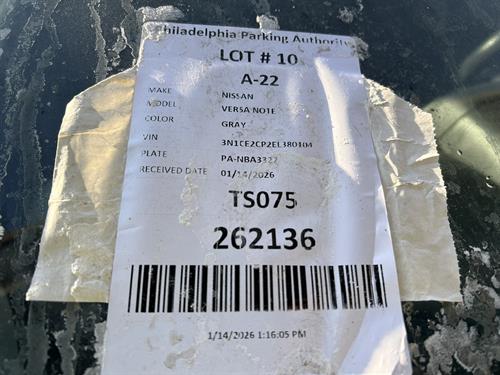 Philadelphia Parking Authority
LOT # 10
A-22
MAKE NISSAN
MODEL VERSA NOTE
COLOR GRAY
VIN 3N1CE2CP2EL380104
PLATE PA-NBA3322
RECEIVED DATE 01/14/2026
TS075
262136
1/14/2026 1:16:05 PM